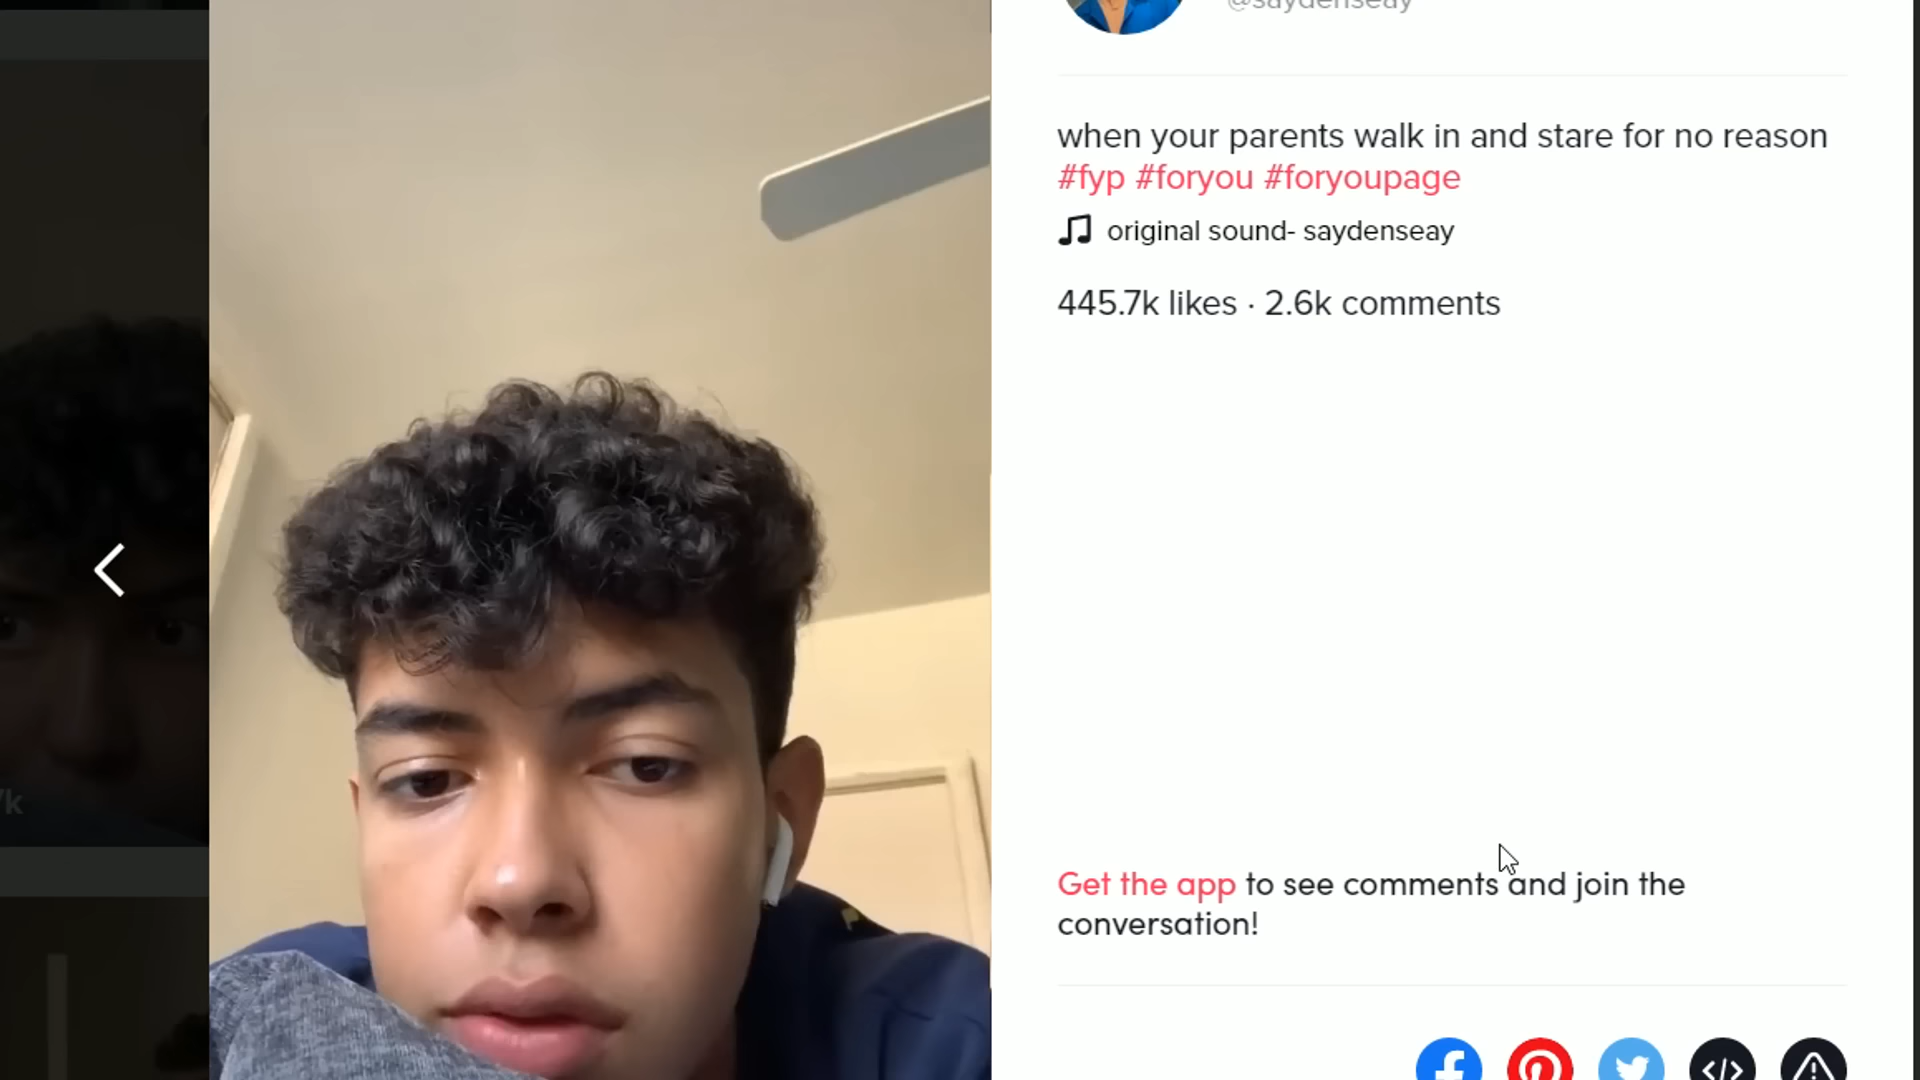 @saydenseay
when your parents walk in and stare for no reason
#fyp #foryou #foryoupage
original sound- saydenseay
445.7k likes · 2.6k comments
Get the app to see comments and join the
conversation!